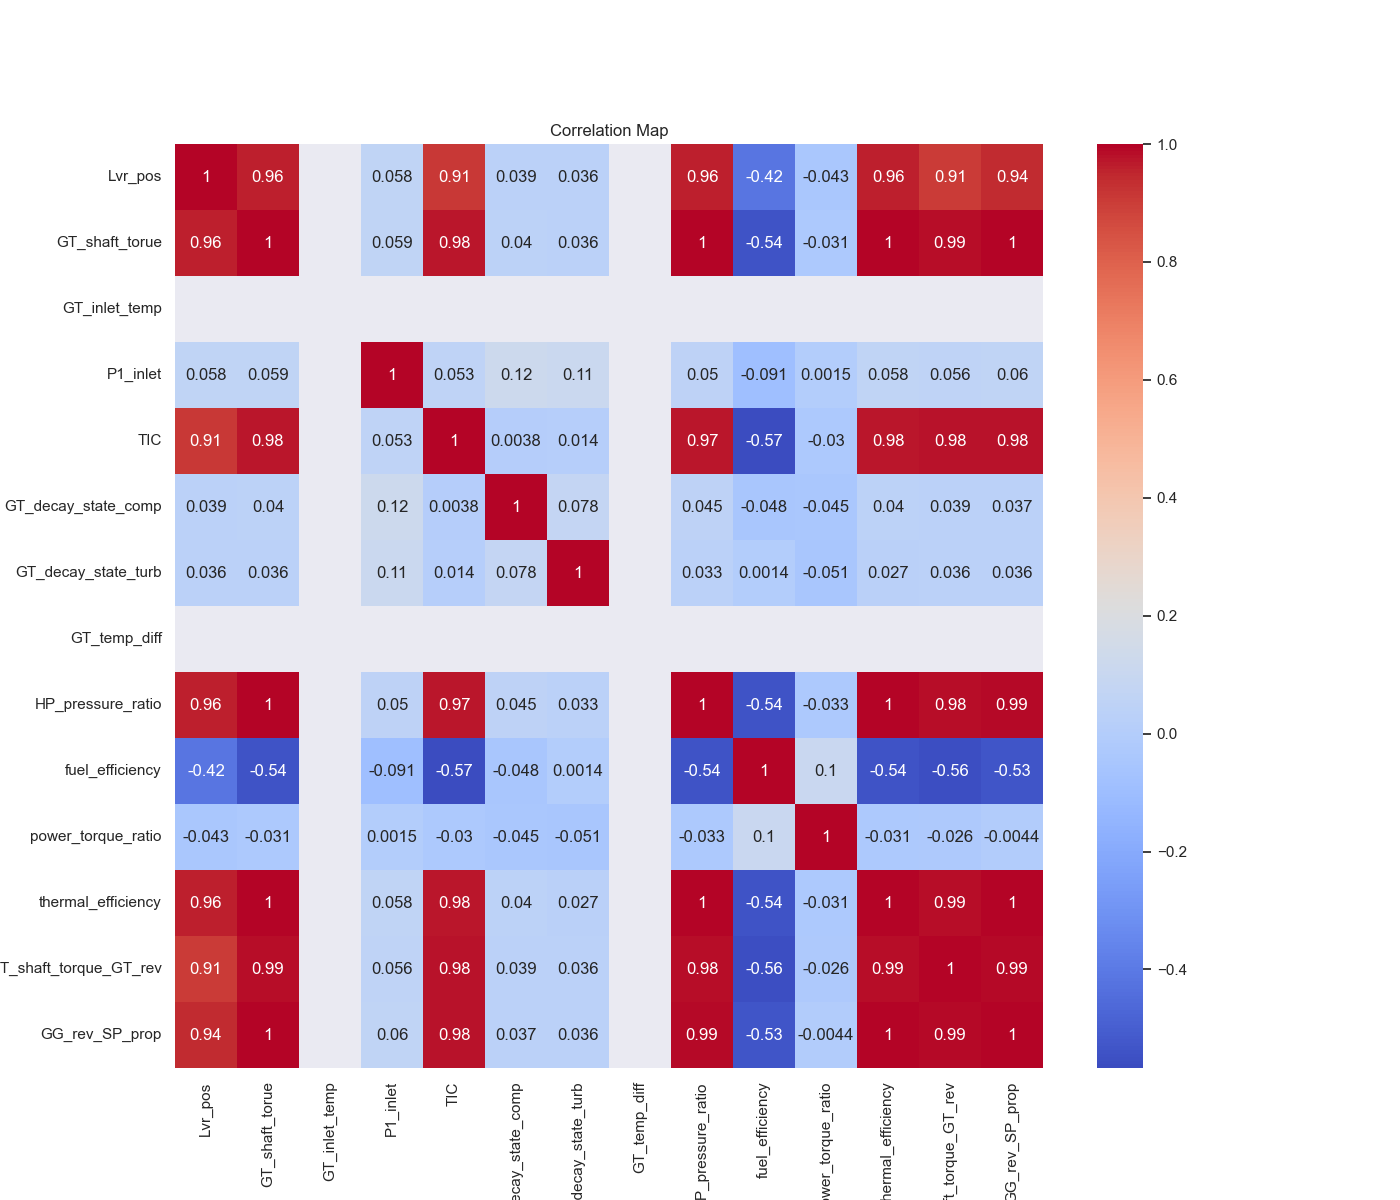 Correlation Map
Lvr_pos 1 0.96 0.058 0.91 0.039 0.036 0.96 -0.42 -0.043 0.96 0.91 0.94
GT_shaft_torue 0.96 1 0.059 0.98 0.04 0.036 1 -0.54 -0.031 1 0.99 1
GT_inlet_temp
P1_inlet 0.058 0.059 1 0.053 0.12 0.11 0.05 -0.091 0.0015 0.058 0.056 0.06
TIC 0.91 0.98 0.053 1 0.0038 0.014 0.97 -0.57 -0.03 0.98 0.98 0.98
GT_decay_state_comp 0.039 0.04 0.12 0.0038 1 0.078 0.045 -0.048 -0.045 0.04 0.039 0.037
GT_decay_state_turb 0.036 0.036 0.11 0.014 0.078 1 0.033 0.0014 -0.051 0.027 0.036 0.036
GT_temp_diff
HP_pressure_ratio 0.96 1 0.05 0.97 0.045 0.033 1 -0.54 -0.033 1 0.98 0.99
fuel_efficiency -0.42 -0.54 -0.091 -0.57 -0.048 0.0014 -0.54 1 0.1 -0.54 -0.56 -0.53
power_torque_ratio -0.043 -0.031 0.0015 -0.03 -0.045 -0.051 -0.033 0.1 1 -0.031 -0.026 -0.0044
thermal_efficiency 0.96 1 0.058 0.98 0.04 0.027 1 -0.54 -0.031 1 0.99 1
T_shaft_torque_GT_rev 0.91 0.99 0.056 0.98 0.039 0.036 0.98 -0.56 -0.026 0.99 1 0.99
GG_rev_SP_prop 0.94 1 0.06 0.98 0.037 0.036 0.99 -0.53 -0.0044 1 0.99 1
Lvr_pos
GT_shaft_torue
GT_inlet_temp
P1_inlet
TIC
ecay_state_comp
decay_state_turb
GT_temp_diff
P_pressure_ratio
fuel_efficiency
wer_torque_ratio
hermal_efficiency
ft_torque_GT_rev
GG_rev_SP_prop
1.0
0.8
0.6
0.4
0.2
0.0
−0.2
−0.4